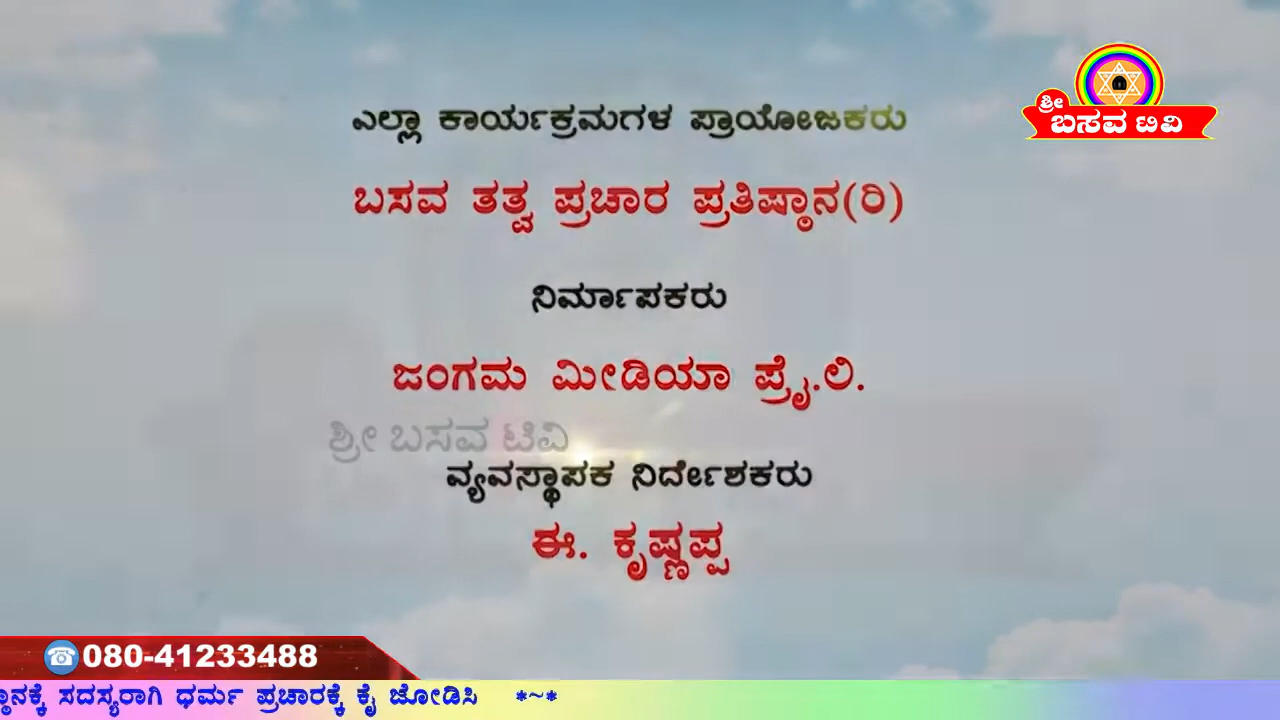 ಶ್ರೀ
ಬಸವ ಟಿವಿ
ಎಲ್ಲಾ ಕಾರ್ಯಕ್ರಮಗಳ ಪ್ರಾಯೋಜಕರು
ಬಸವ ತತ್ವ ಪ್ರಚಾರ ಪ್ರತಿಷ್ಠಾನ(ರಿ)
ನಿರ್ಮಾಪಕರು
ಜಂಗಮ ಮೀಡಿಯಾ ಪ್ರೈ.ಲಿ.
ಶ್ರೀ ಬಸವ ಟಿವಿ
ವ್ಯವಸ್ಥಾಪಕ ನಿರ್ದೇಶಕರು
ಈ. ಕೃಷ್ಣಪ್ಪ
080-41233488
ಸದಸ್ಯರಾಗಿ ಧರ್ಮ ಪ್ರಚಾರಕ್ಕೆ ಕೈ ಜೋಡಿಸಿ *~*